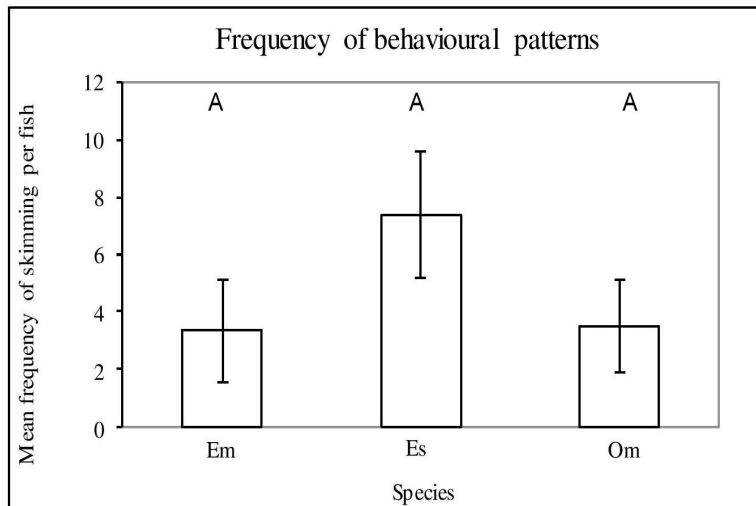 Frequency of behavioural patterns
Mean frequency of skimming per fish
12
10
8
6
4
2
0
A A A
Em Es Om
Species